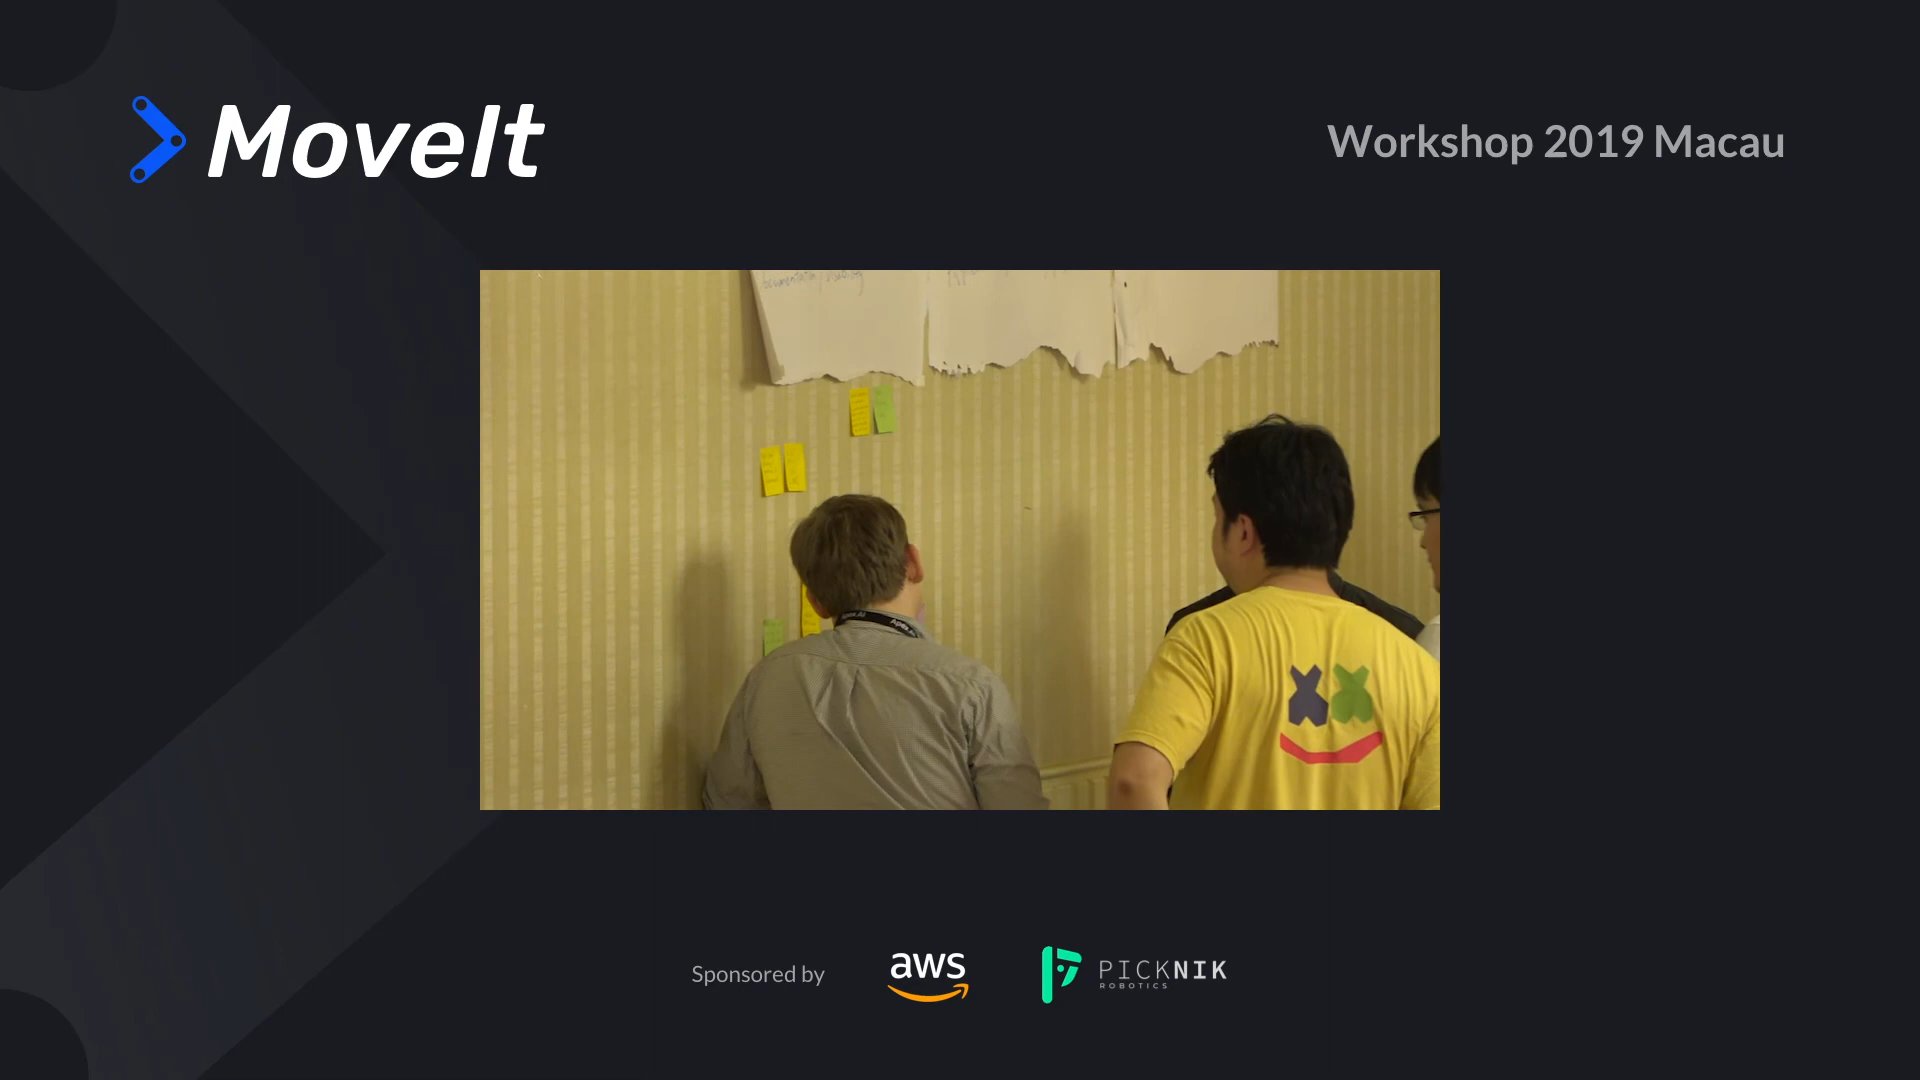 MoveIt
Workshop 2019 Macau
Sponsored by
aws
PICKNIK
ROBOTICS